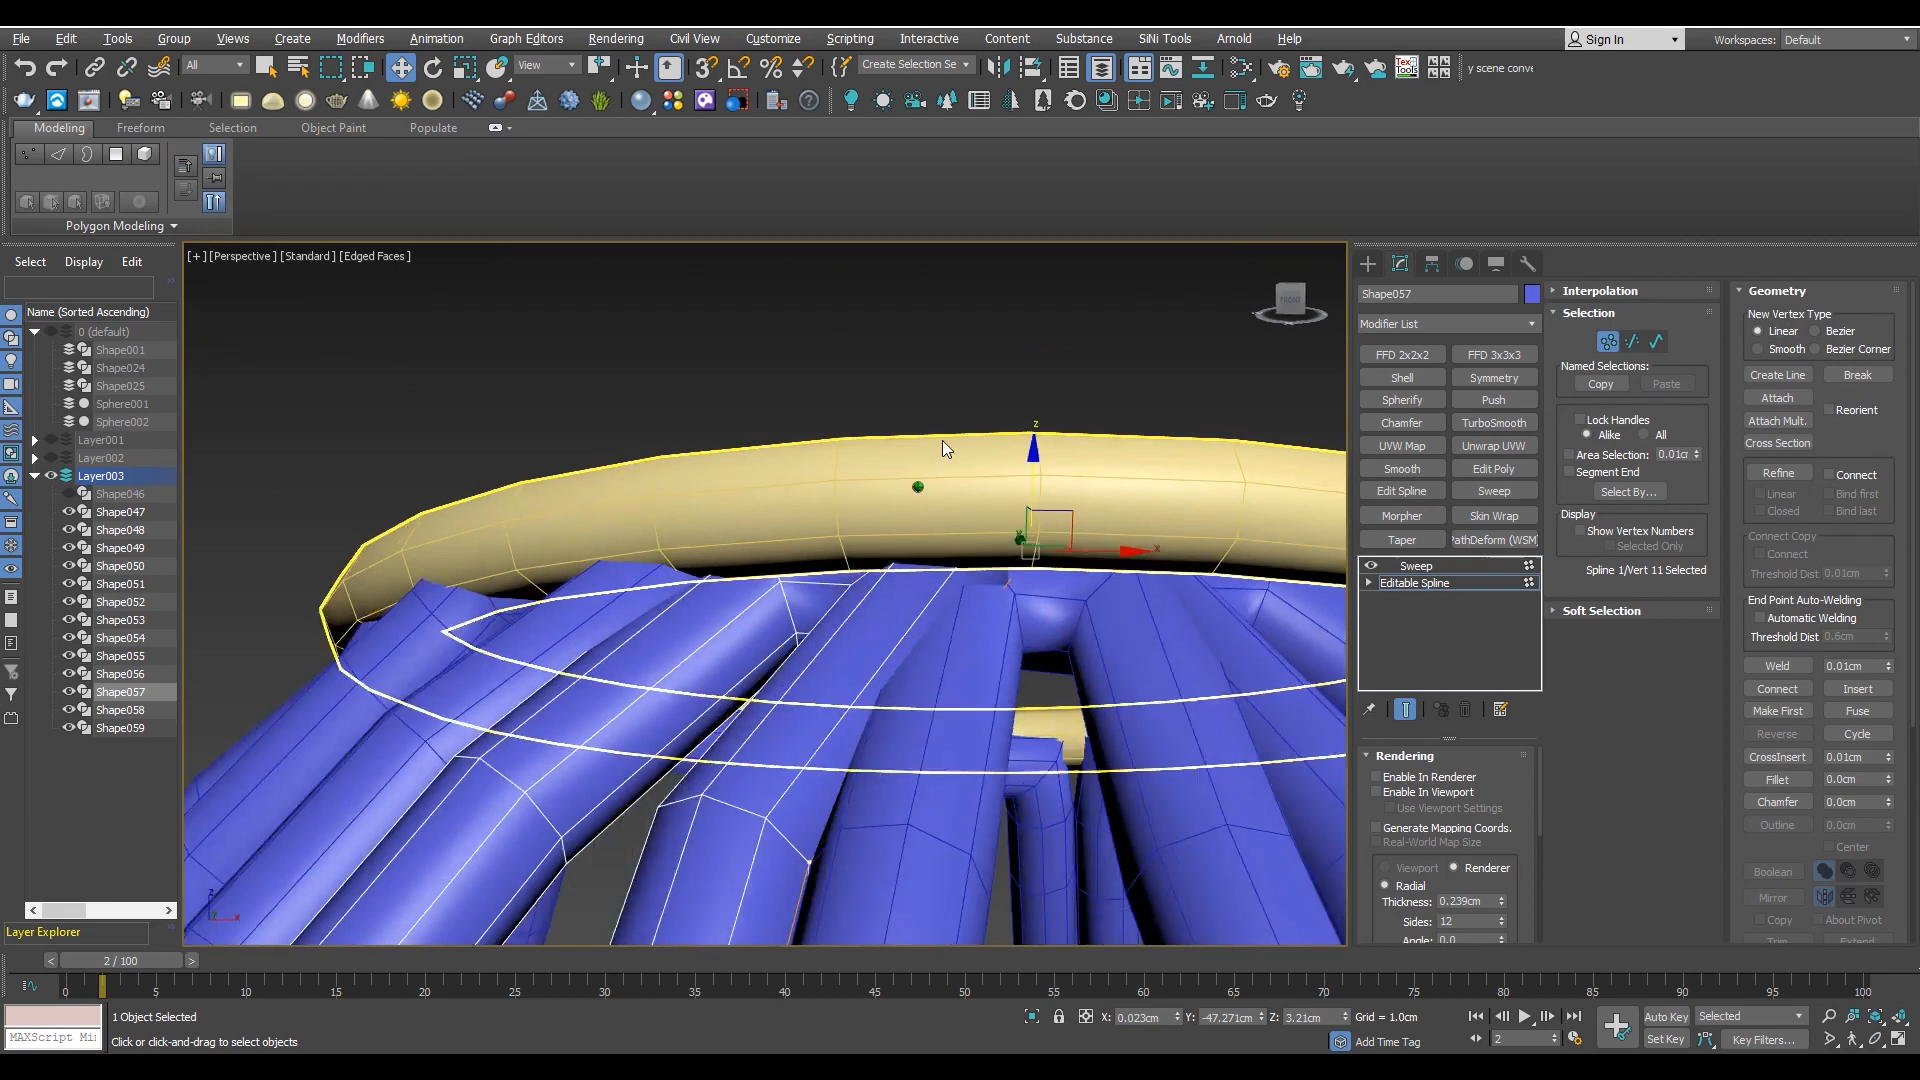 File Edit Tools Group Views Create Modifiers Animation Graph Editors Rendering Civil View Customize Scripting Interactive Content Substance SiNi Tools Arnold Help Sign In Workspaces: Default
All View Create Selection Se y scene conve
Modeling Freeform Selection Object Paint Populate
Polygon Modeling
Select Display Edit
Name (Sorted Ascending)
0 (default)
Shape001
Shape024
Shape025
Sphere001
Sphere002
Layer001
Layer002
Layer003
Shape046
Shape047
Shape048
Shape049
Shape050
Shape051
Shape052
Shape053
Shape054
Shape055
Shape056
Shape057
Shape058
Shape059
Layer Explorer
[+] [Perspective ] [Standard ] [Edged Faces ]
FRONT
z
x
y
z
x
Shape057
Modifier List
FFD 2x2x2 FFD 3x3x3
Shell Symmetry
Spherify Push
Chamfer TurboSmooth
UVW Map Unwrap UVW
Smooth Edit Poly
Edit Spline Sweep
Morpher Skin Wrap
Taper PathDeform (WSM)
Sweep
Editable Spline
Rendering
Enable In Renderer
Enable In Viewport
Use Viewport Settings
Generate Mapping Coords.
Real-World Map Size
Viewport Renderer
Radial
Thickness: 0.239cm
Sides: 12
Angle: 0.0
Interpolation
Selection
Named Selections:
Copy Paste
Lock Handles
Alike All
Area Selection: 0.01cr
Segment End
Select By...
Display
Show Vertex Numbers
Selected Only
Spline 1/Vert 11 Selected
Soft Selection
Geometry
New Vertex Type
Linear Bezier
Smooth Bezier Corner
Create Line Break
Attach Reorient
Attach Mult.
Cross Section
Refine Connect
Linear Bind first
Closed Bind last
Connect Copy
Connect
Threshold Dist 0.01cm
End Point Auto-Welding
Automatic Welding
Threshold Dist 0.6cm
Weld 0.01cm
Connect Insert
Make First Fuse
Reverse Cycle
CrossInsert 0.01cm
Fillet 0.0cm
Chamfer 0.0cm
Outline 0.0cm
Center
Boolean
Mirror
Copy About Pivot
Trim Extend
< 2 / 100 >
0 5 10 15 20 25 30 35 40 45 50 55 60 65 70 75 80 85 90 95 100
1 Object Selected X: 0.023cm Y: -47.271cm Z: 3.21cm Grid = 1.0cm Auto Key Selected
MAXScript Mi Click or click-and-drag to select objects Add Time Tag 2 Set Key Key Filters...